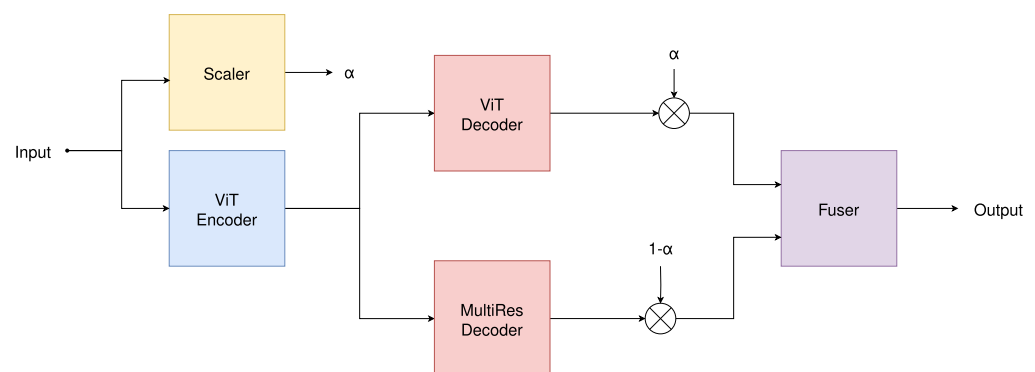 Scaler
α
Input
ViT
Encoder
ViT
Decoder
α
MultiRes
Decoder
1-α
Fuser
Output